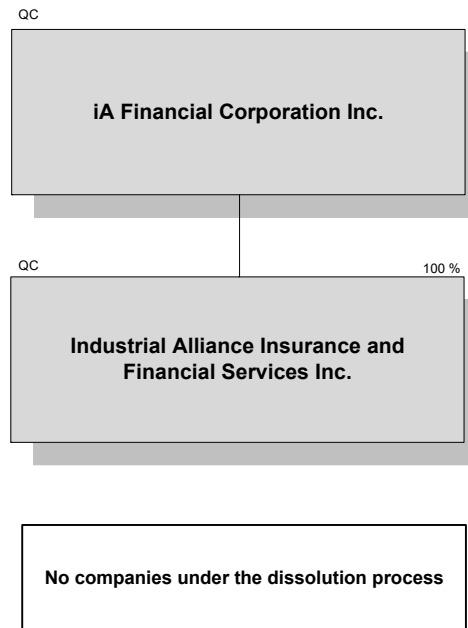 QC
iA Financial Corporation Inc.
QC
100 %
Industrial Alliance Insurance and
Financial Services Inc.
No companies under the dissolution process